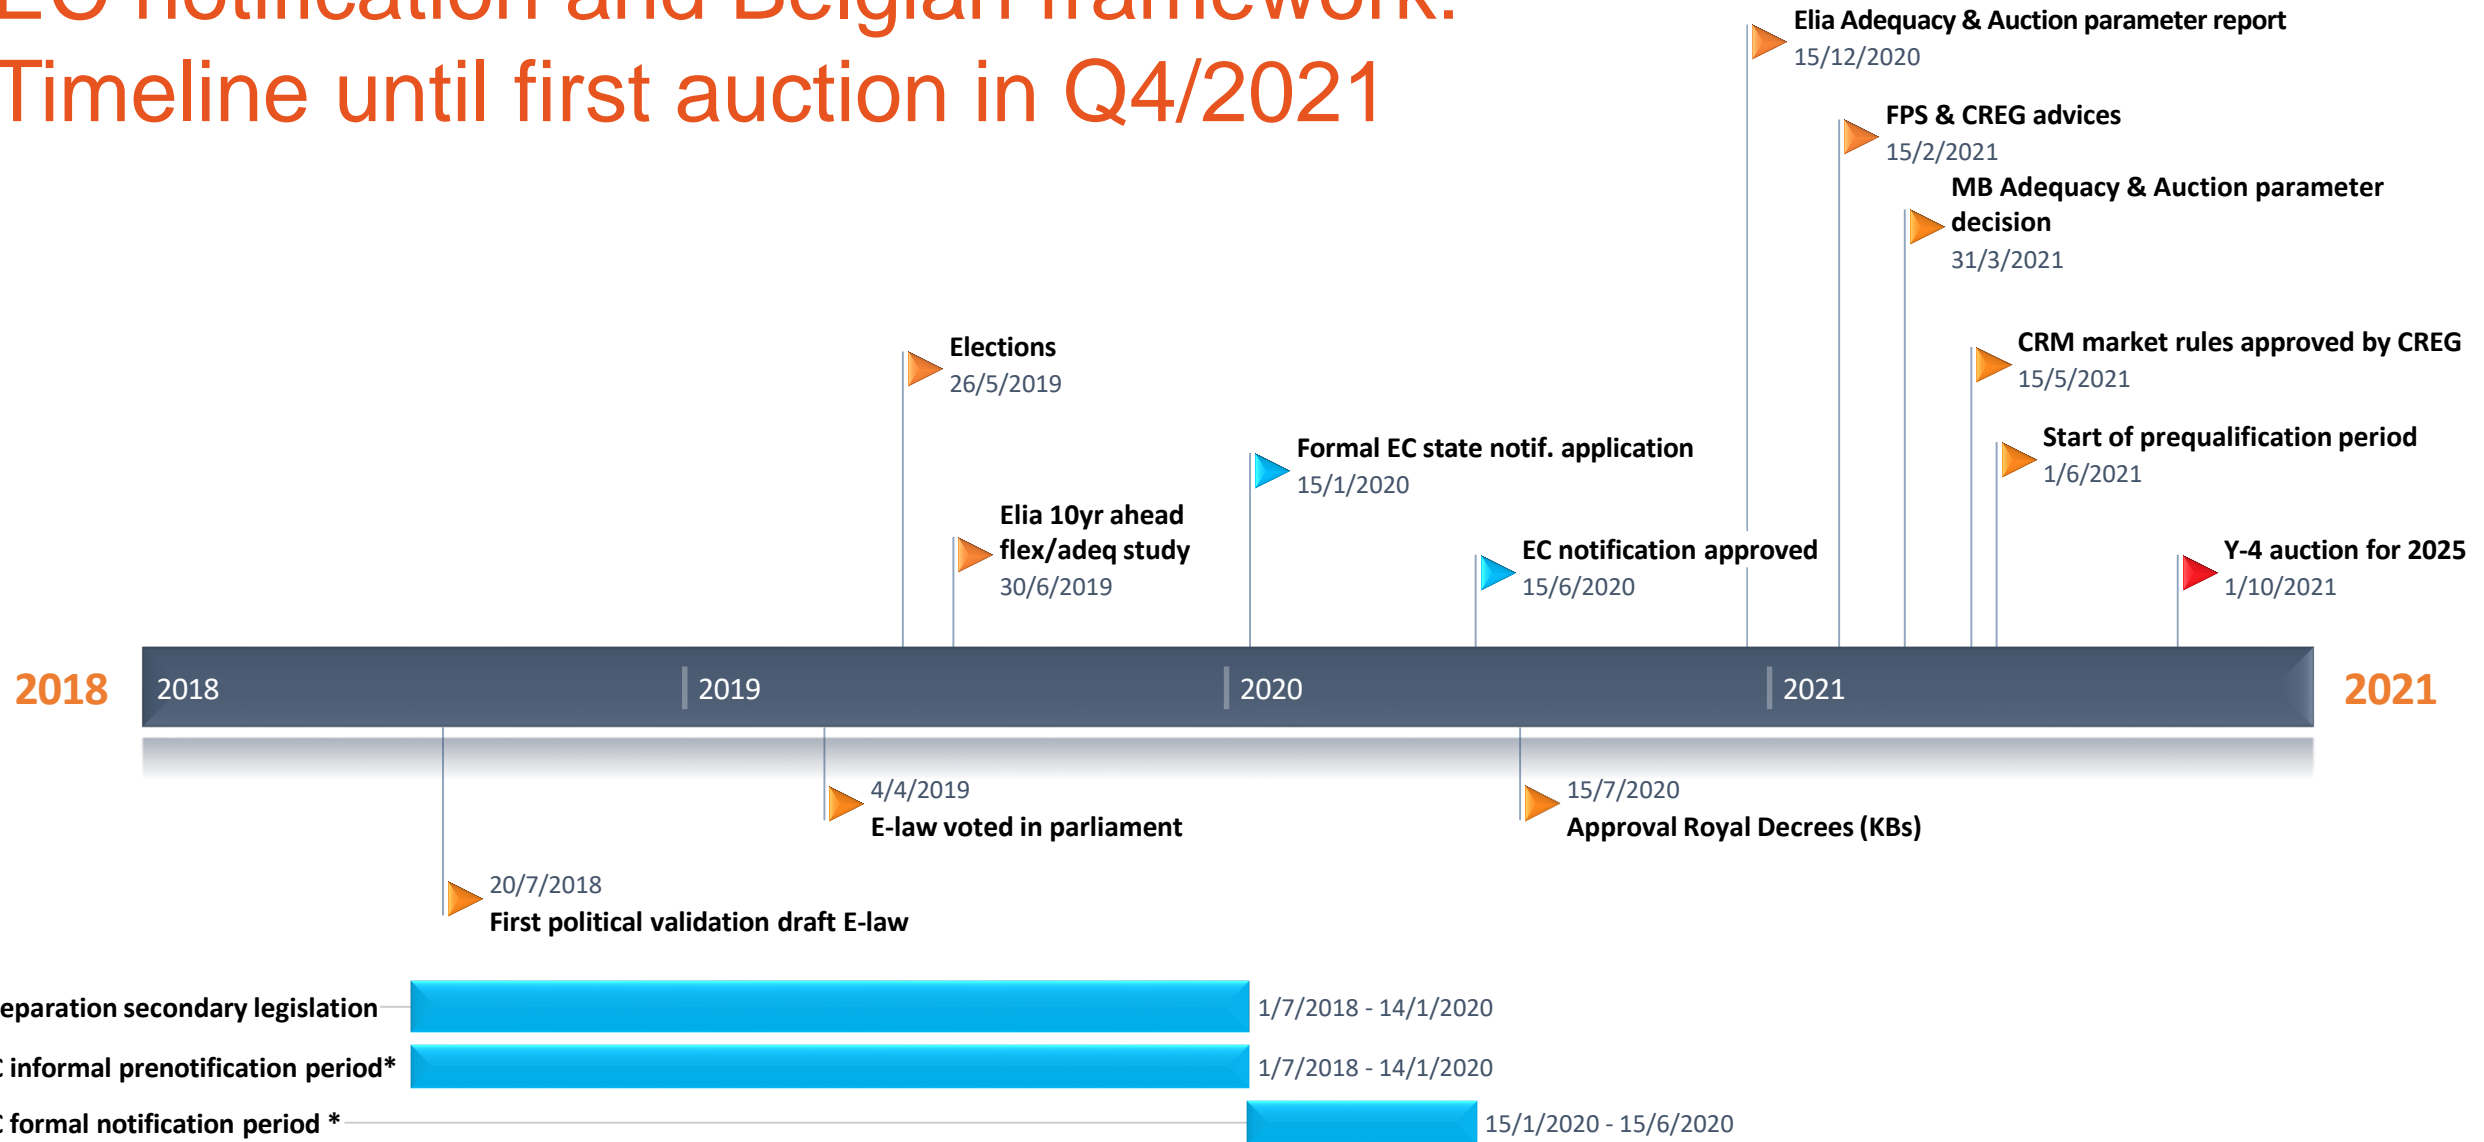 EC notification and Belgian framework:
Timeline until first auction in Q4/2021
Elia Adequacy & Auction parameter report
15/12/2020
FPS & CREG advices
15/2/2021
MB Adequacy & Auction parameter
decision
31/3/2021
Elections
26/5/2019
CRM market rules approved by CREG
15/5/2021
Formal EC state notif. application
15/1/2020
Start of prequalification period
1/6/2021
Elia 10yr ahead
flex/adeq study
30/6/2019
EC notification approved
15/6/2020
Y-4 auction for 2025
1/10/2021
2018
2018
2019
2020
2021
2021
4/4/2019
E-law voted in parliament
15/7/2020
Approval Royal Decrees (KBs)
20/7/2018
First political validation draft E-law
eparation secondary legislation
1/7/2018 - 14/1/2020
C informal prenotification period*
1/7/2018 - 14/1/2020
C formal notification period *
15/1/2020 - 15/6/2020